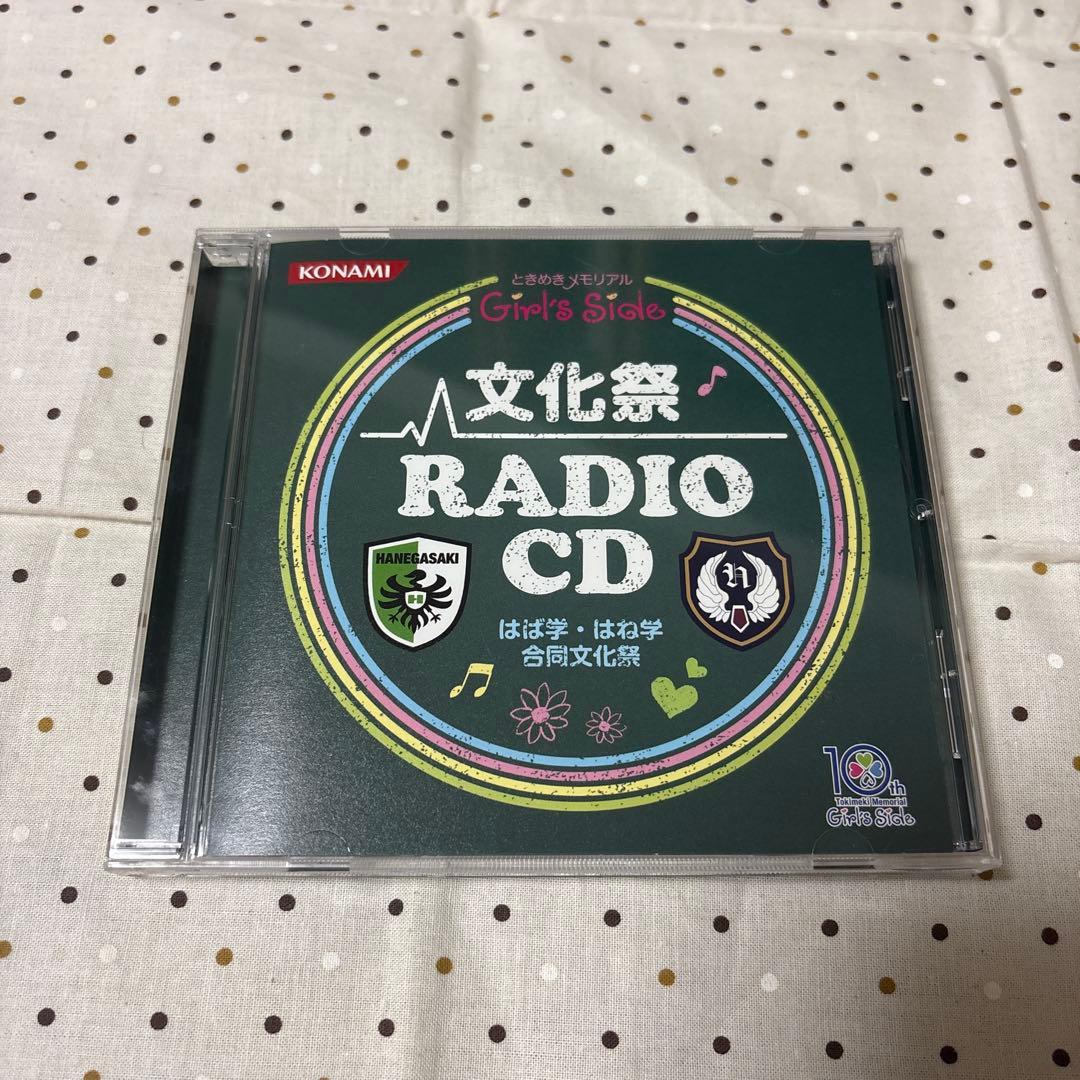 KONAMI
ときめきメモリアル
Girl's Side
文化祭
RADIO
CD
HANEGASAKI
H
はば学・はね学
合同文化祭
10th
Tokimeki Memorial
Girl's Side